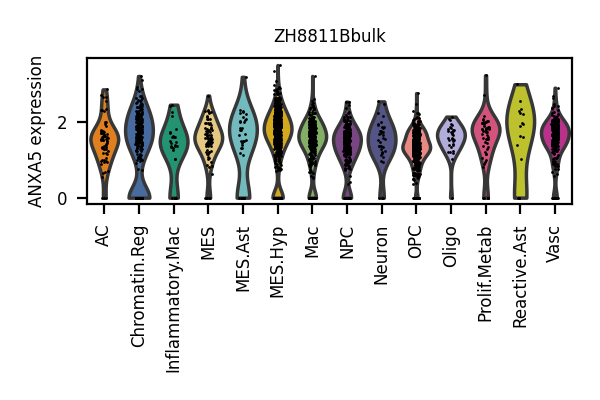 ZH8811Bbulk
ANXA5 expression
2
0
AC
Chromatin.Reg
Inflammatory.Mac
MES
MES.Ast
MES.Hyp
Mac
NPC
Neuron
OPC
Oligo
Prolif.Metab
Reactive.Ast
Vasc